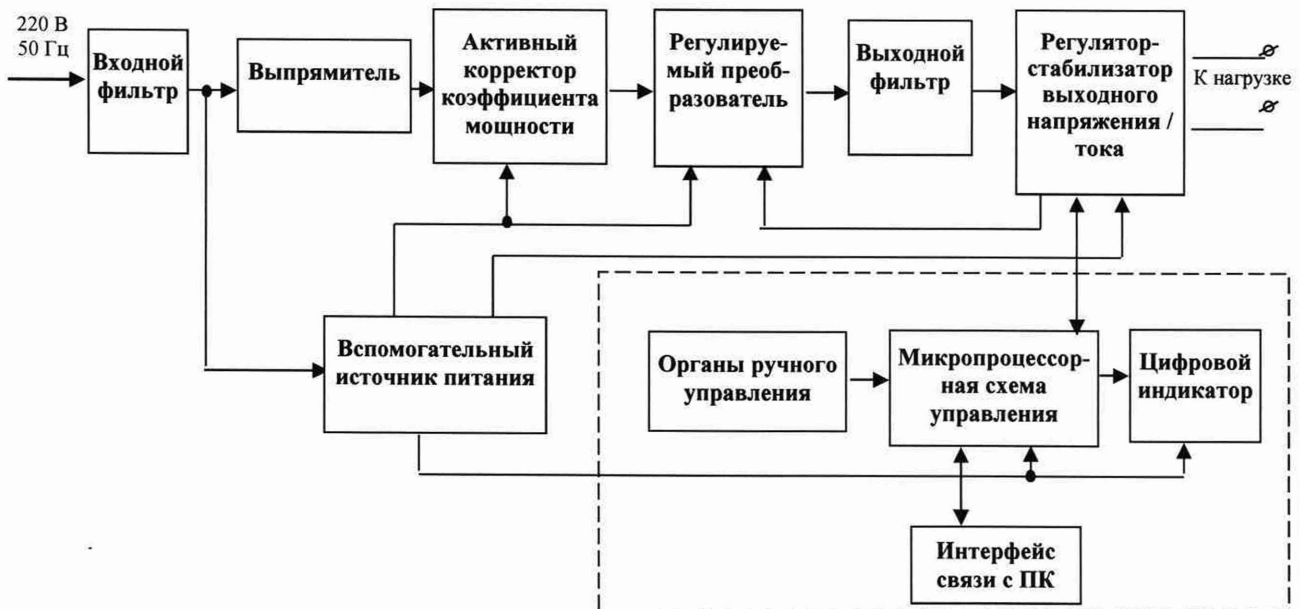 220 В
50 Гц
Входной
фильтр
Выпрямитель
Активный
корректор
коэффициента
мощности
Регулируе-
мый преоб-
разователь
Выходной
фильтр
Регулятор-
стабилизатор
выходного
напряжения /
тока
К нагрузке
Вспомогательный
источник питания
Органы ручного
управления
Микропроцессор-
ная схема
управления
Цифровой
индикатор
Интерфейс
связи с ПК